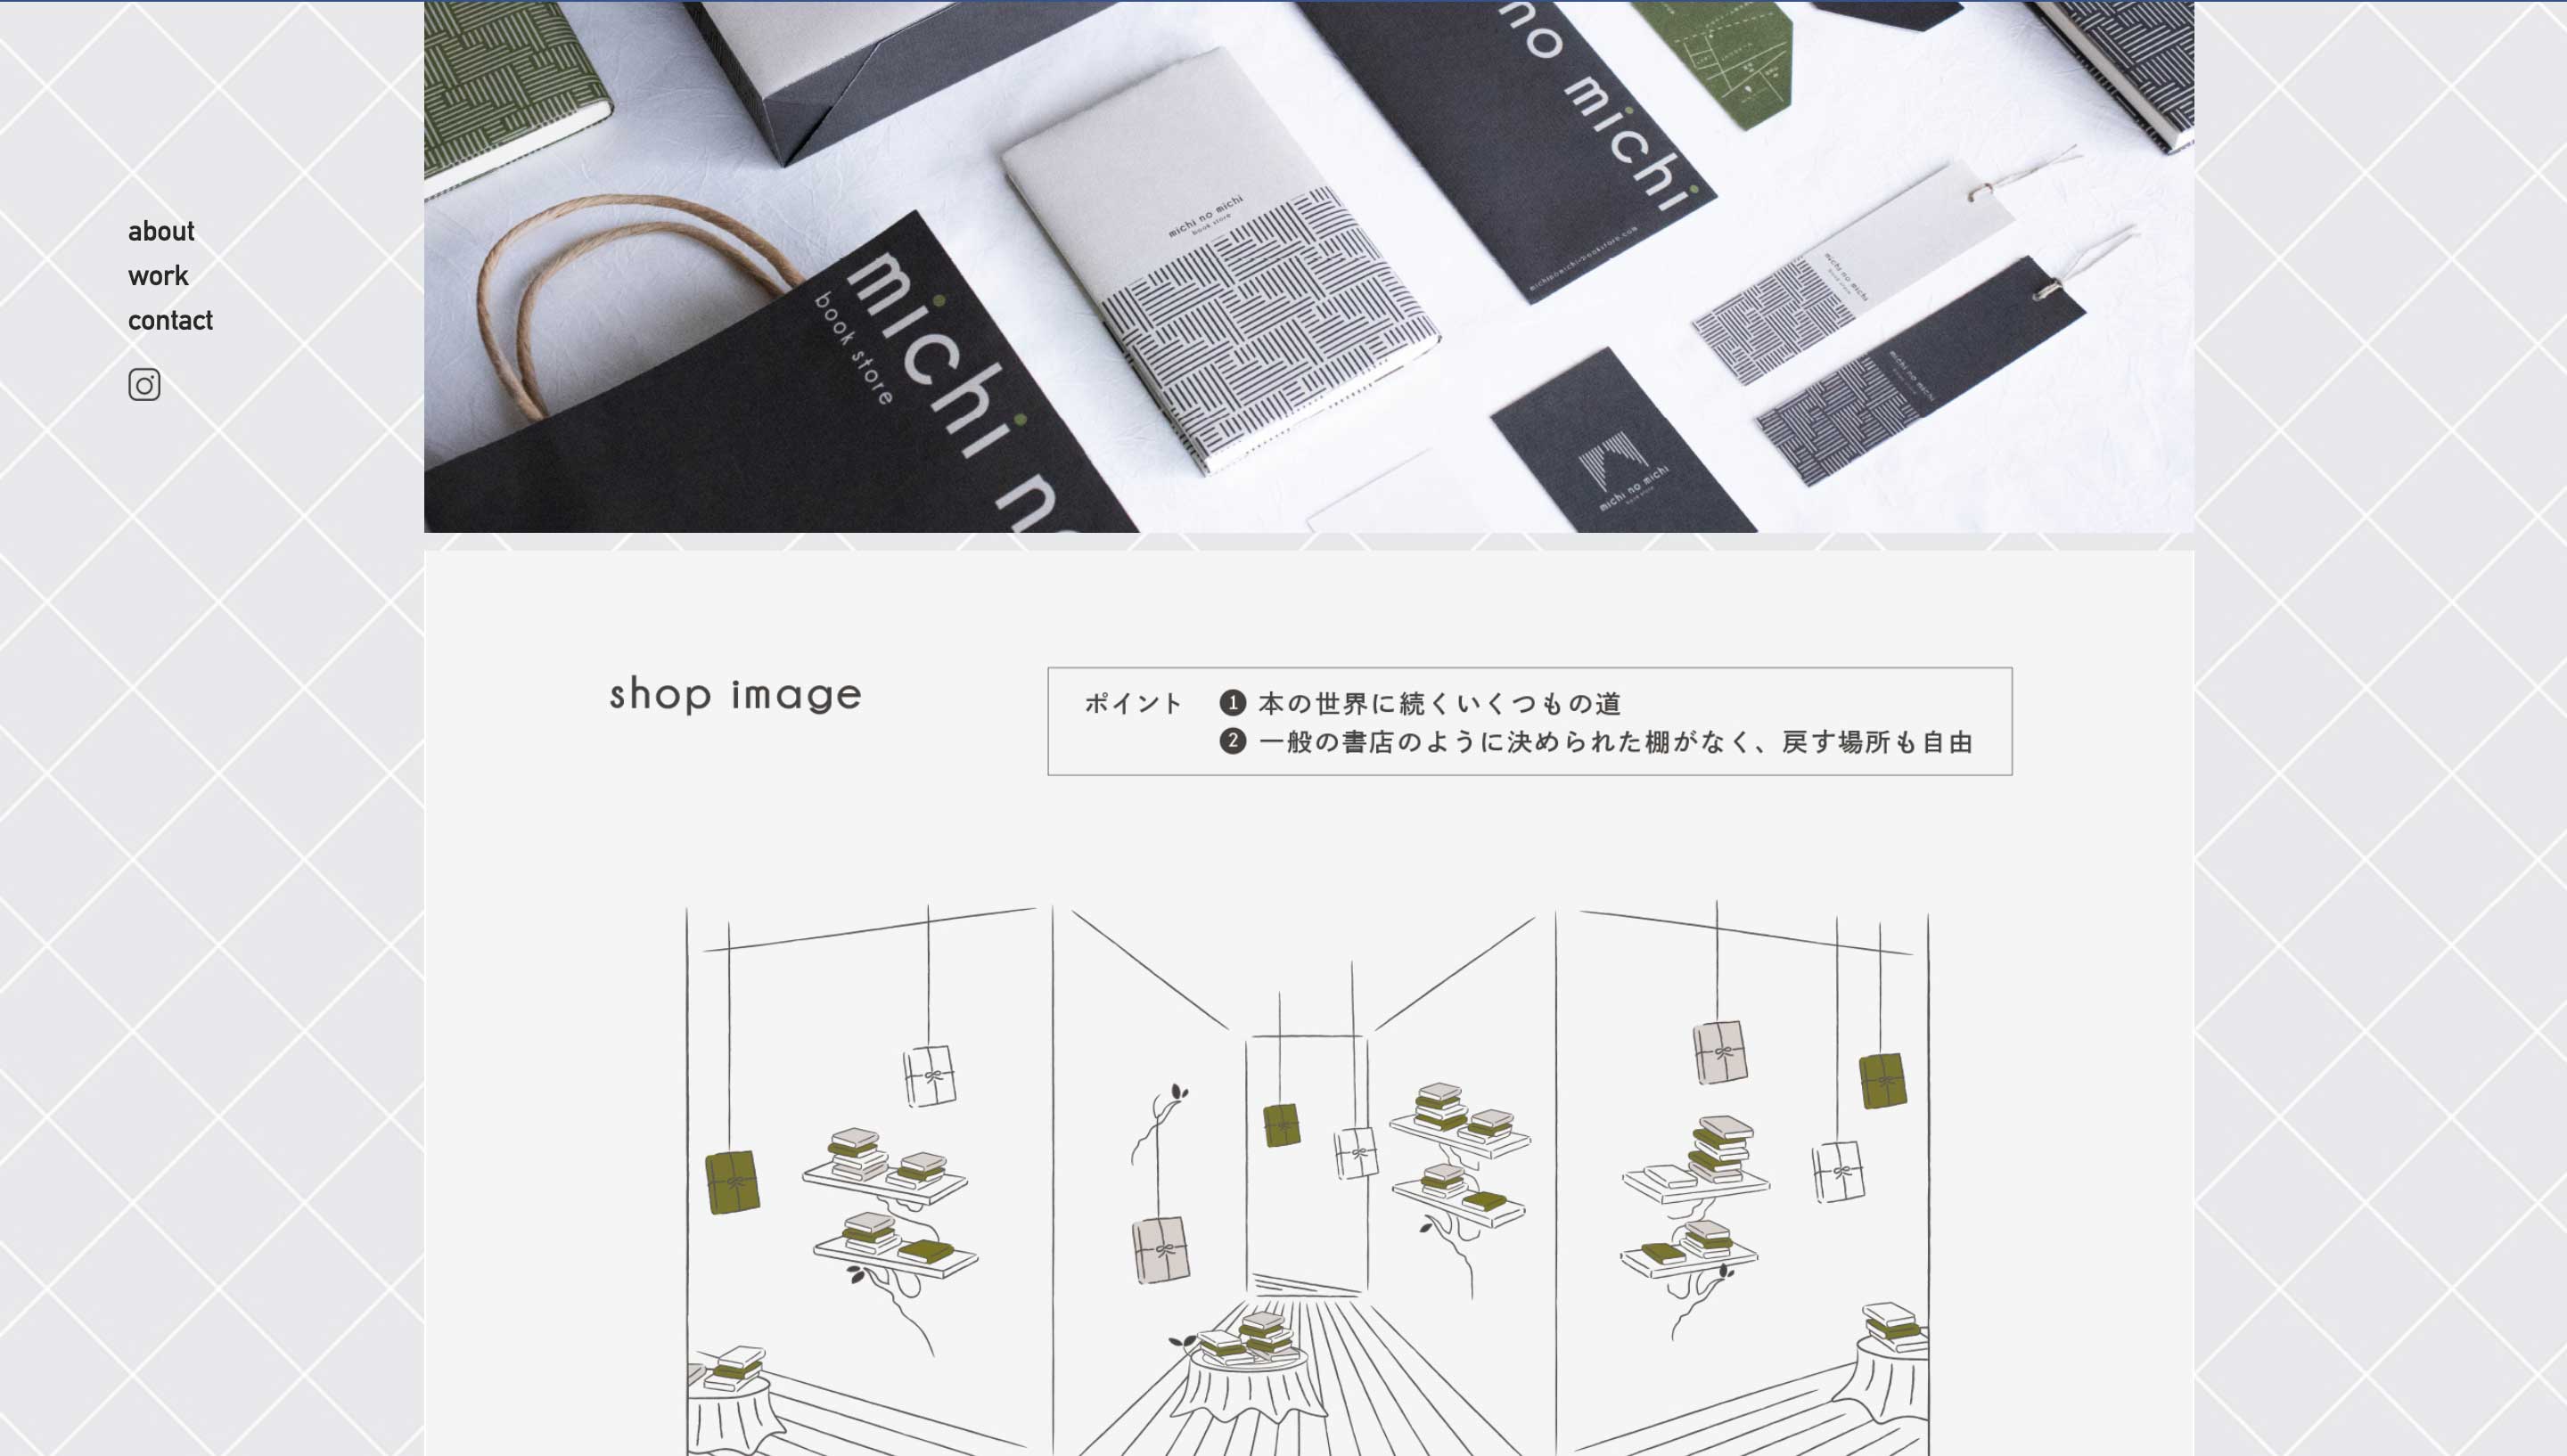 about
work
contact
no michi
michi no
book store
michi no michi
book store
michi no michi
michi no michi
michi no michi
shop image
ポイント ❶ 本の世界に続くいくつもの道
❷ 一般の書店のように決められた棚がなく、戻す場所も自由